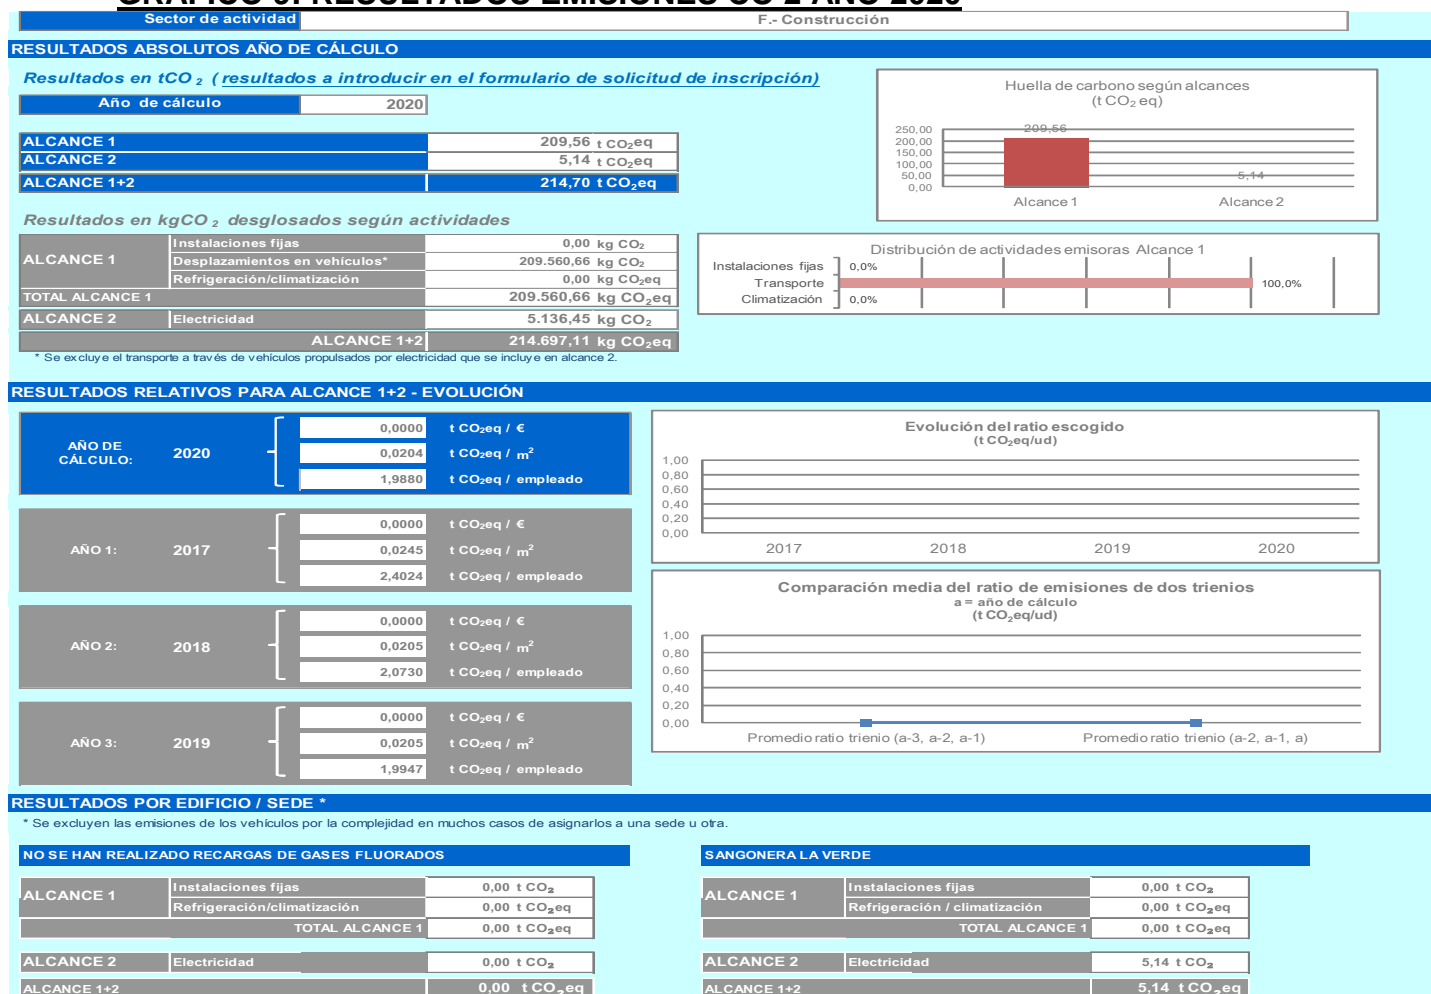 GRÁFICO 3: RESULTADOS EMISIONES CO 2 AÑO 2020
Sector de actividad F.- Construcción
RESULTADOS ABSOLUTOS AÑO DE CÁLCULO
Resultados en tCO₂ ( resultados a introducir en el formulario de solicitud de inscripción)
Año de cálculo 2020
ALCANCE 1 209,56 t CO₂eq
ALCANCE 2 5,14 t CO₂eq
ALCANCE 1+2 214,70 t CO₂eq
Huella de carbono según alcances
(t CO₂ eq)
250,00
200,00
150,00
100,00
50,00
0,00
209,56
5,14
Alcance 1 Alcance 2
Resultados en kgCO₂ desglosados según actividades
ALCANCE 1
Instalaciones fijas 0,00 kg CO₂
Desplazamientos en vehículos* 209.560,66 kg CO₂
Refrigeración/climatización 0,00 kg CO₂eq
TOTAL ALCANCE 1 209.560,66 kg CO₂eq
ALCANCE 2 Electricidad 5.136,45 kg CO₂
ALCANCE 1+2 214.697,11 kg CO₂eq
* Se excluye el transporte a través de vehículos propulsados por electricidad que se incluye en alcance 2.
Distribución de actividades emisoras Alcance 1
Instalaciones fijas 0,0%
Transporte 100,0%
Climatización 0,0%
RESULTADOS RELATIVOS PARA ALCANCE 1+2 - EVOLUCIÓN
AÑO DE CÁLCULO: 2020
0,0000 t CO₂eq / €
0,0204 t CO₂eq / m²
1,9880 t CO₂eq / empleado
AÑO 1: 2017
0,0000 t CO₂eq / €
0,0245 t CO₂eq / m²
2,4024 t CO₂eq / empleado
AÑO 2: 2018
0,0000 t CO₂eq / €
0,0205 t CO₂eq / m²
2,0730 t CO₂eq / empleado
AÑO 3: 2019
0,0000 t CO₂eq / €
0,0205 t CO₂eq / m²
1,9947 t CO₂eq / empleado
Evolución del ratio escogido
(t CO₂eq/ud)
1,00
0,80
0,60
0,40
0,20
0,00
2017 2018 2019 2020
Comparación media del ratio de emisiones de dos trienios
a = año de cálculo
(t CO₂eq/ud)
1,00
0,80
0,60
0,40
0,20
0,00
Promedio ratio trienio (a-3, a-2, a-1) Promedio ratio trienio (a-2, a-1, a)
RESULTADOS POR EDIFICIO / SEDE *
* Se excluyen las emisiones de los vehículos por la complejidad en muchos casos de asignarlos a una sede u otra.
NO SE HAN REALIZADO RECARGAS DE GASES FLUORADOS
ALCANCE 1
Instalaciones fijas 0,00 t CO₂
Refrigeración/climatización 0,00 t CO₂eq
TOTAL ALCANCE 1 0,00 t CO₂eq
ALCANCE 2 Electricidad 0,00 t CO₂
ALCANCE 1+2 0,00 t CO₂eq
SANGONERA LA VERDE
ALCANCE 1
Instalaciones fijas 0,00 t CO₂
Refrigeración / climatización 0,00 t CO₂eq
TOTAL ALCANCE 1 0,00 t CO₂eq
ALCANCE 2 Electricidad 5,14 t CO₂
ALCANCE 1+2 5,14 t CO₂eq